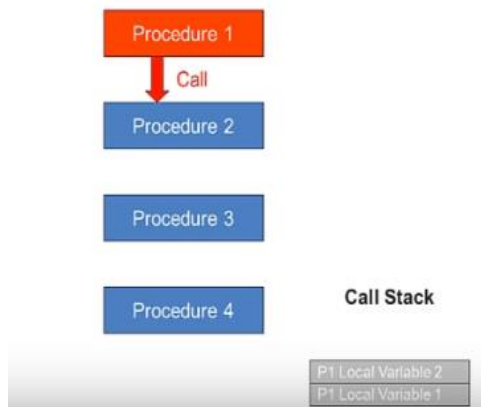 Procedure 1
Call
Procedure 2
Procedure 3
Procedure 4
Call Stack
P1 Local Variable 2
P1 Local Variable 1